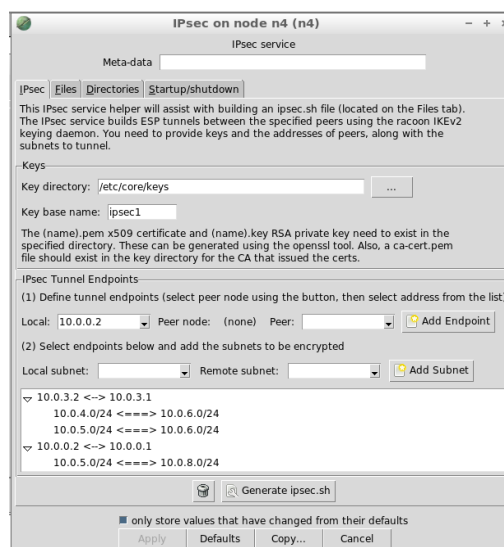 IPsec on node n4 (n4)
IPsec service
Meta-data
IPsec Files Directories Startup/shutdown
This IPsec service helper will assist with building an ipsec.sh file (located on the Files tab).
The IPsec service builds ESP tunnels between the specified peers using the racoon IKEv2
keying daemon. You need to provide keys and the addresses of peers, along with the
subnets to tunnel.
Keys
Key directory: /etc/core/keys ...
Key base name: ipsec1
The (name).pem x509 certificate and (name).key RSA private key need to exist in the
specified directory. These can be generated using the openssl tool. Also, a ca-cert.pem
file should exist in the key directory for the CA that issued the certs.
IPsec Tunnel Endpoints
(1) Define tunnel endpoints (select peer node using the button, then select address from the list)
Local: 10.0.0.2 Peer node: (none) Peer: Add Endpoint
(2) Select endpoints below and add the subnets to be encrypted
Local subnet: Remote subnet: Add Subnet
10.0.3.2 <--> 10.0.3.1
10.0.4.0/24 <===> 10.0.6.0/24
10.0.5.0/24 <===> 10.0.6.0/24
10.0.0.2 <--> 10.0.0.1
10.0.5.0/24 <===> 10.0.8.0/24
Generate ipsec.sh
only store values that have changed from their defaults
Apply Defaults Copy... Cancel